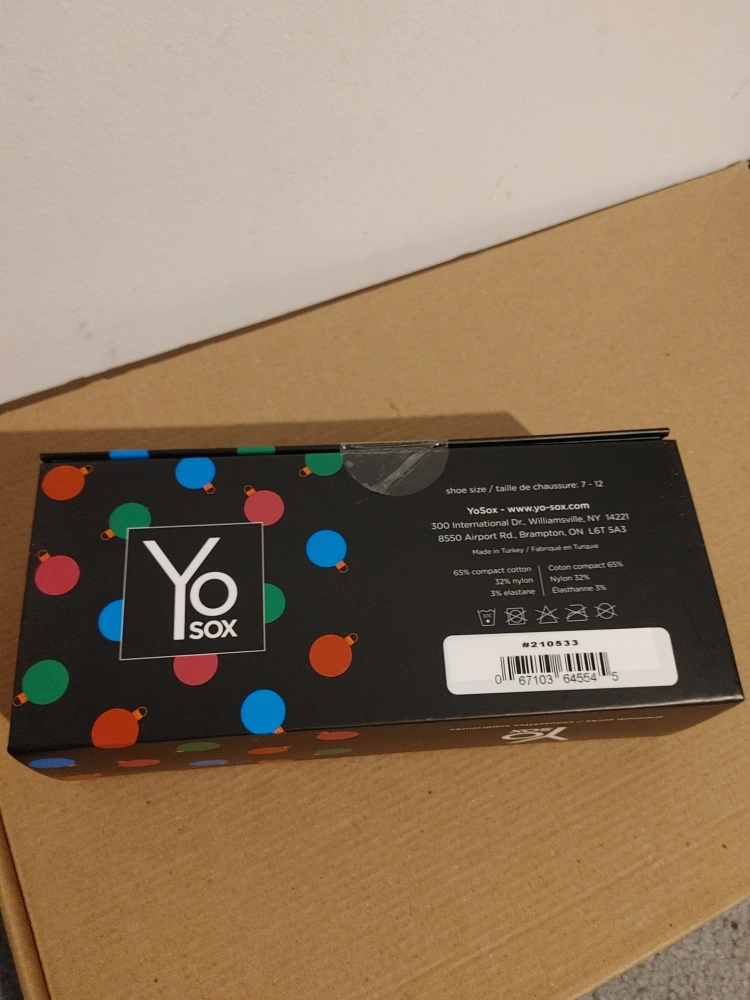 Yo
SOX
shoe size / taille de chaussure: 7 - 12
YoSox - www.yo-sox.com
300 International Dr., Williamsville, NY 14221
8550 Airport Rd., Brampton, ON L6T 5A3
Made in Turkey / Fabriqué en Turquie
65% compact cotton
32% nylon
3% elastane
Coton compact 65%
Nylon 32%
Élasthanne 3%
#210533
0 67103 64554 5
Yo
SOX